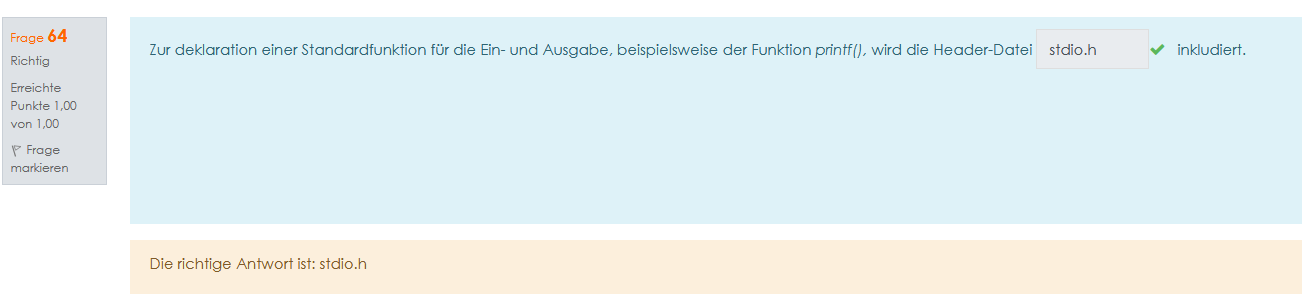 Frage 64
Richtig
Erreichte
Punkte 1,00
von 1,00
Frage
markieren
Zur deklaration einer Standardfunktion für die Ein- und Ausgabe, beispielsweise der Funktion printf(), wird die Header-Datei stdio.h inkludiert.
Die richtige Antwort ist: stdio.h